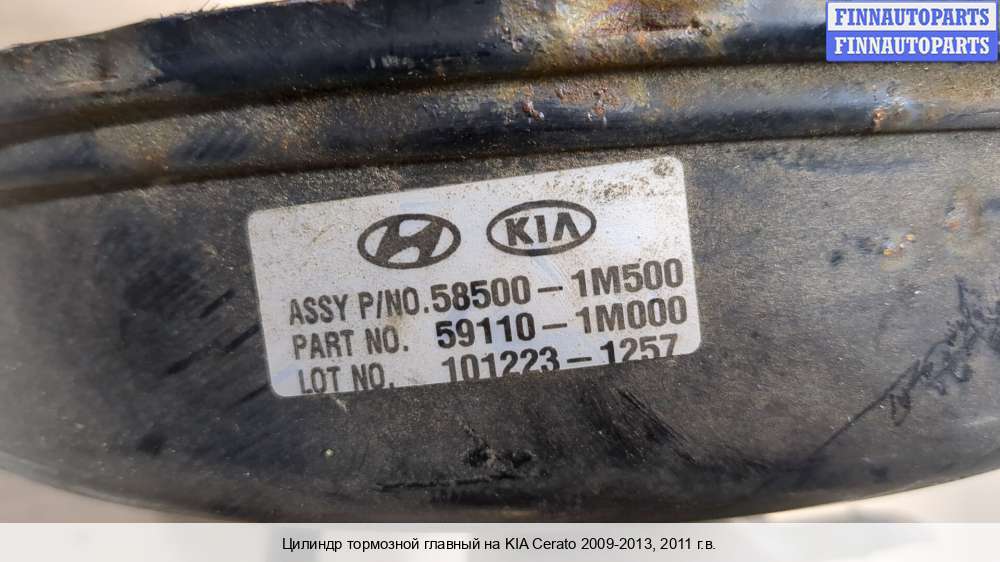 FINNAUTOPARTS
FINNAUTOPARTS
KIA
ASSY P/NO. 58500-1M500
PART NO. 59110-1M000
LOT NO. 101223-1257
Цилиндр тормозной главный на KIA Cerato 2009-2013, 2011 г.в.